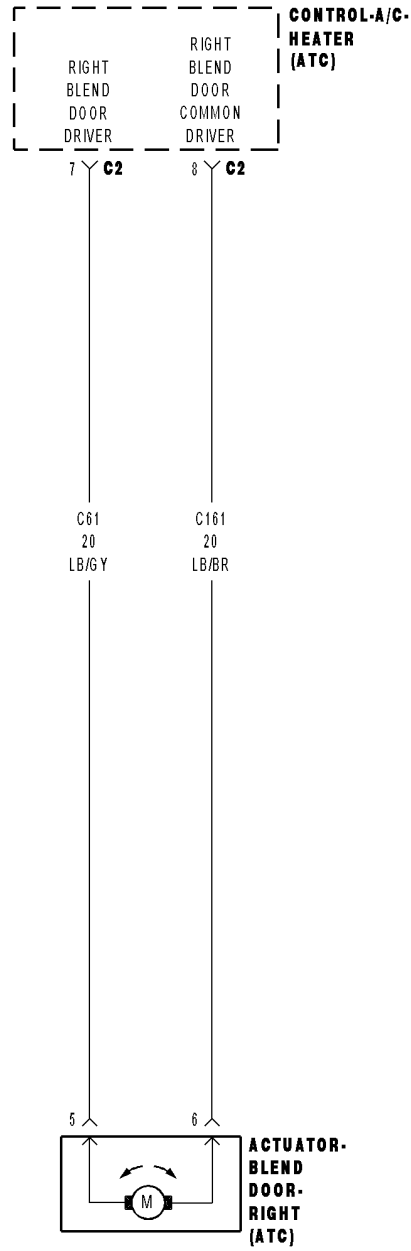 CONTROL-A/C-
HEATER
(ATC)
RIGHT
BLEND
DOOR
DRIVER
RIGHT
BLEND
DOOR
COMMON
DRIVER
7 C2
8 C2
C61
20
LB/GY
C161
20
LB/BR
5
6
M
ACTUATOR-
BLEND
DOOR-
RIGHT
(ATC)